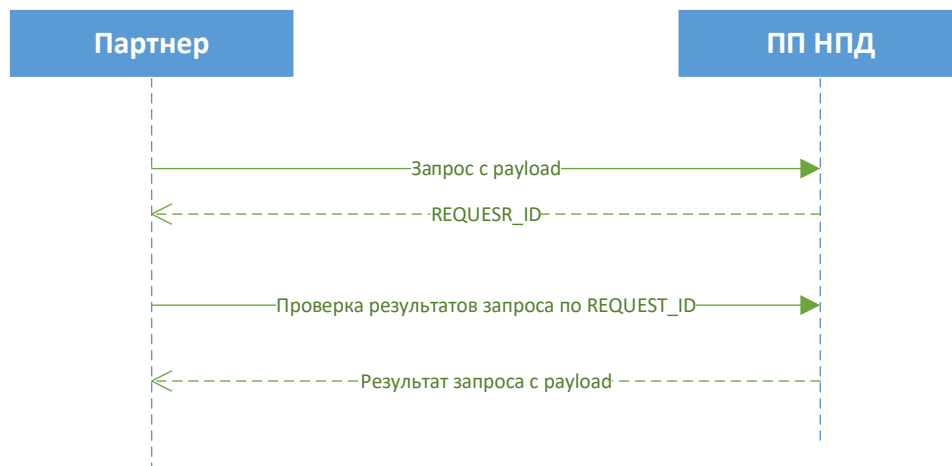 Партнер
ПП НПД
Запрос с payload
REQUESR_ID
Проверка результатов запроса по REQUEST_ID
Результат запроса с payload